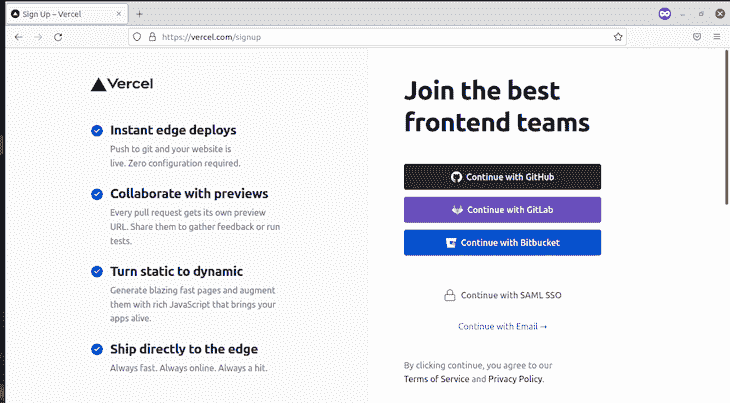 Sign Up – Vercel
https://vercel.com/signup
Vercel
Instant edge deploys
Push to git and your website is
live. Zero configuration required.
Collaborate with previews
Every pull request gets its own preview
URL. Share them to gather feedback or run
tests.
Turn static to dynamic
Generate blazing fast pages and augment
them with rich JavaScript that brings your
apps alive.
Ship directly to the edge
Always fast. Always online. Always a hit.
Join the best
frontend teams
Continue with GitHub
Continue with GitLab
Continue with Bitbucket
Continue with SAML SSO
Continue with Email →
By clicking continue, you agree to our
Terms of Service and Privacy Policy.